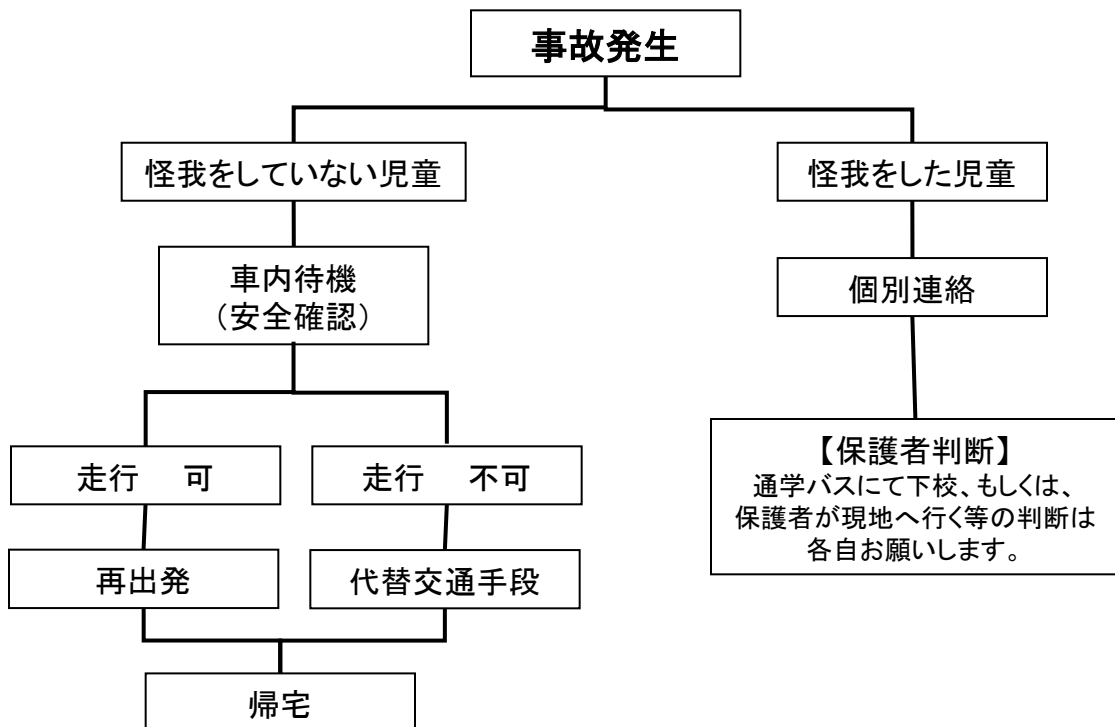 事故発生
怪我をしていない児童
怪我をした児童
車内待機
（安全確認）
個別連絡
走行　可
走行　不可
【保護者判断】
通学バスにて下校、もしくは、
保護者が現地へ行く等の判断は
各自お願いします。
再出発
代替交通手段
帰宅